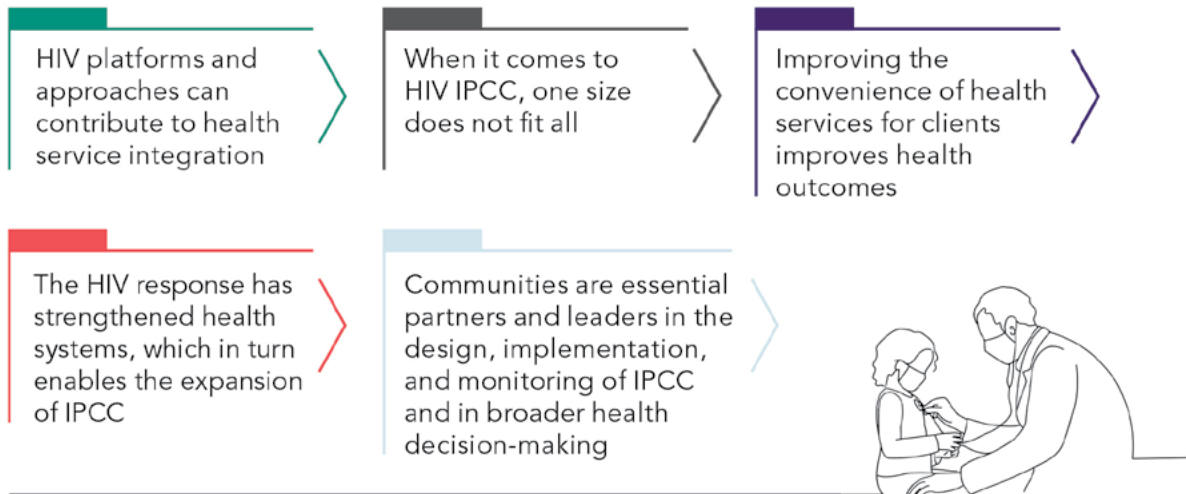 HIV platforms and
approaches can
contribute to health
service integration
When it comes to
HIV IPCC, one size
does not fit all
Improving the
convenience of health
services for clients
improves health
outcomes
The HIV response has
strengthened health
systems, which in turn
enables the expansion
of IPCC
Communities are essential
partners and leaders in the
design, implementation,
and monitoring of IPCC
and in broader health
decision-making